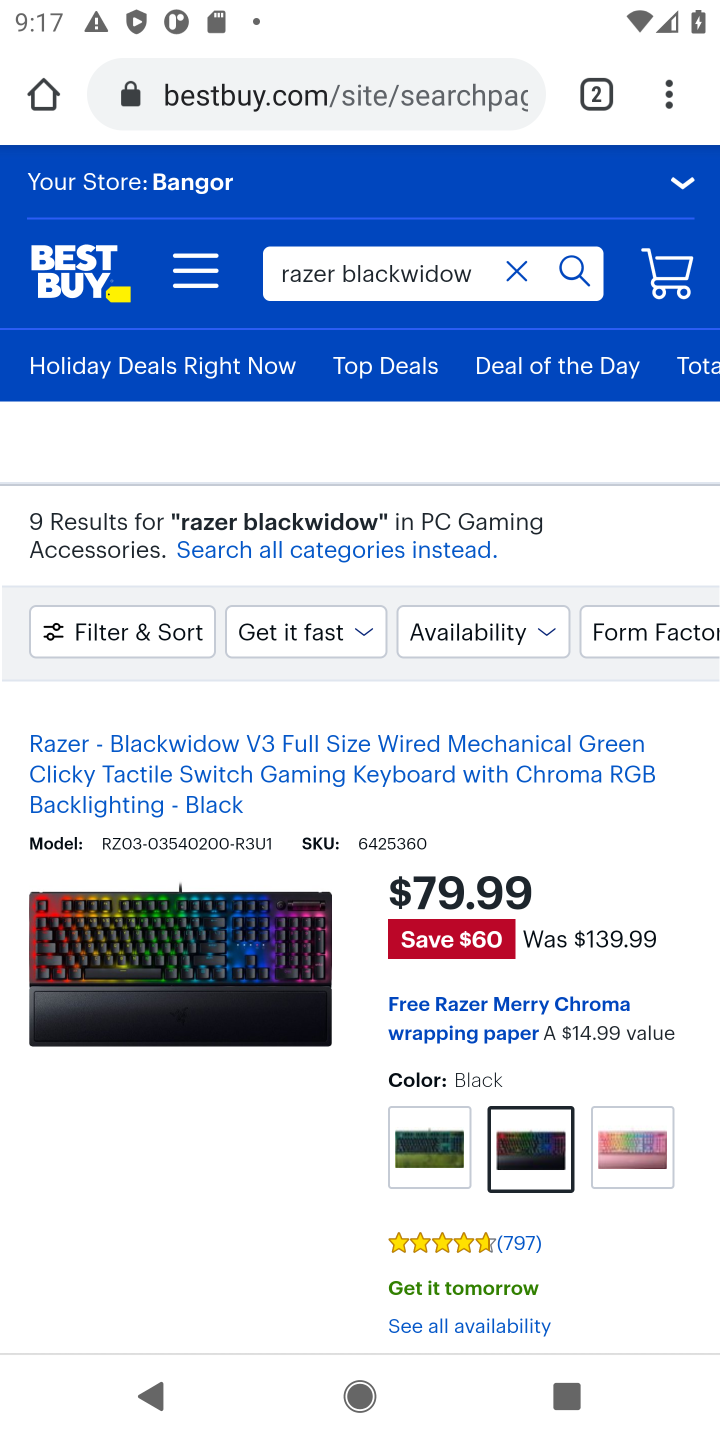 9:17
bestbuy.com/site/searchpag
2
Your Store: Bangor
BEST BUY
razer blackwidow
Holiday Deals Right Now Top Deals Deal of the Day Tota
9 Results for "razer blackwidow" in PC Gaming
Accessories. Search all categories instead.
Filter & Sort Get it fast Availability Form Factor
Razer - Blackwidow V3 Full Size Wired Mechanical Green
Clicky Tactile Switch Gaming Keyboard with Chroma RGB
Backlighting - Black
Model: RZ03-03540200-R3U1 SKU: 6425360
$79.99
Save $60 Was $139.99
Free Razer Merry Chroma
wrapping paper A $14.99 value
Color: Black
(797)
Get it tomorrow
See all availability